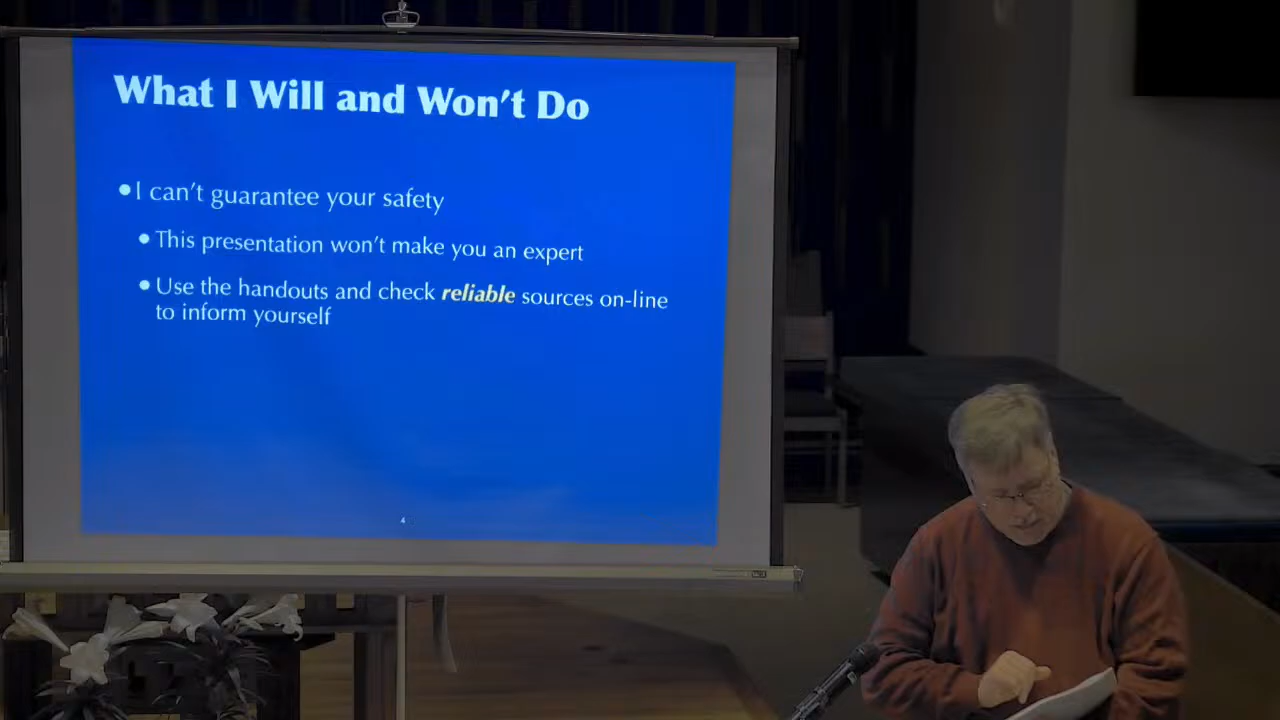 What I Will and Won't Do
•I can't guarantee your safety
•This presentation won't make you an expert
•Use the handouts and check reliable sources on-line
to inform yourself
4